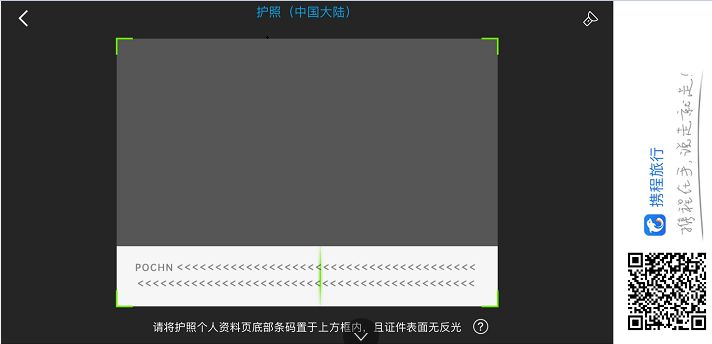 护照（中国大陆）
POCHN <<<<<<<<<<<<<<<<<<<<<<<<<<<<<<<<<<<<<<<
<<<<<<<<<<<<<<<<<<<<<<<<<<<<<<<<<<<<<<<<<<<<
请将护照个人资料页底部条码置于上方框内，且证件表面无反光 ?
携程旅行
携程在手，说走就走！